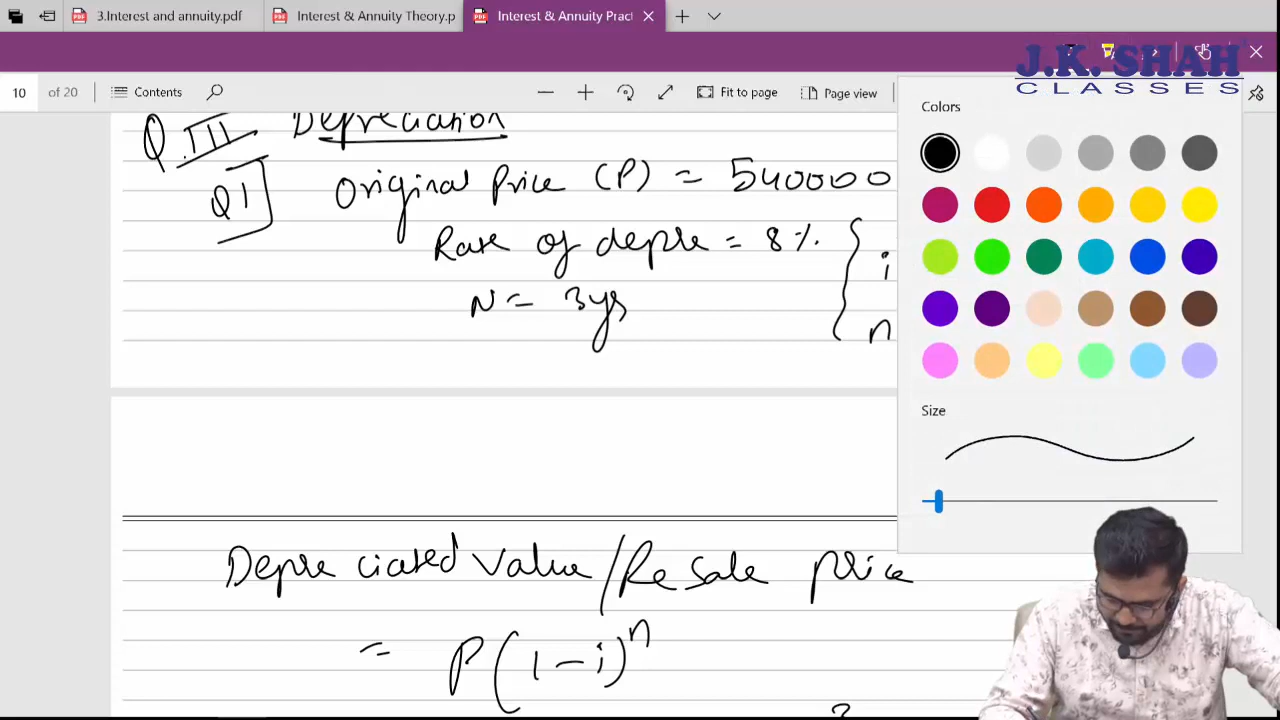 3.Interest and annuity.pdf
Interest & Annuity Theory.p
Interest & Annuity Pract
J.K. SHAH
CLASSES
10 of 20
Contents
Fit to page
Page view
Colors
Size
Q.III Depreciation
Q1] Original Price (P) = 540000
Rate of depre = 8 %. { i
N = 3yrs n
Depreciated Value / Resale price
= P(1-i)^n